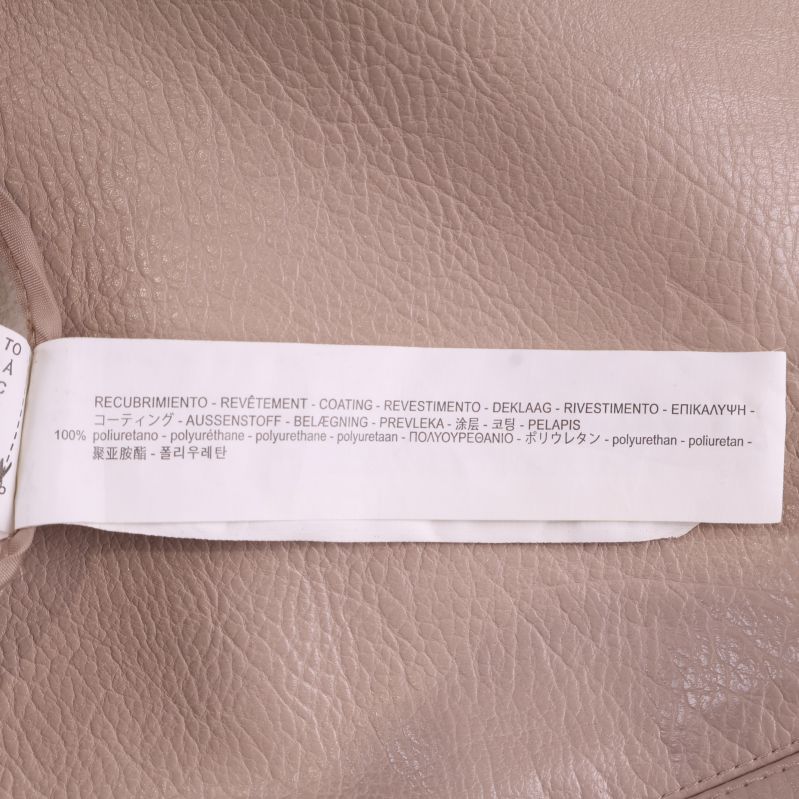 TO
Á
C
RECUBRIMIENTO - REVÊTEMENT - COATING - REVESTIMENTO - DEKLAAG - RIVESTIMENTO - ΕΠΙΚΑΛΥΨΗ -
コーティング - AUSSENSTOFF - BELÆGNING - PREVLEKA - 涂层 - 코팅 - PELAPIS
100% poliuretano - polyuréthane - polyurethane - polyuretaan - ΠΟΛΥΟΥΡΕΘΑΝΙΟ - ポリウレタン - polyurethan - poliuretan -
聚亚胺酯 - 폴리우레탄